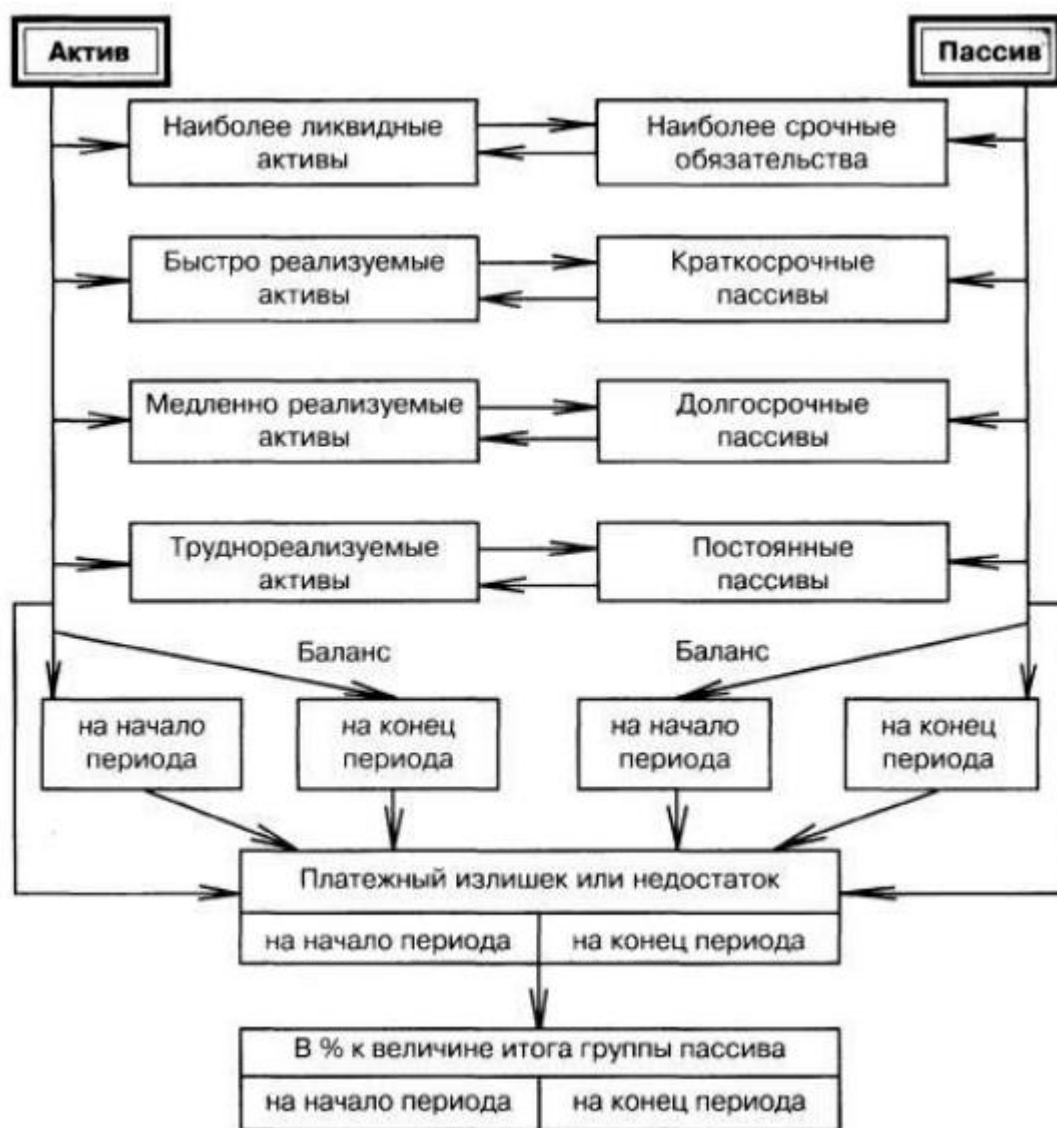 Актив
Пассив
Наиболее ликвидные
активы
Наиболее срочные
обязательства
Быстро реализуемые
активы
Краткосрочные
пассивы
Медленно реализуемые
активы
Долгосрочные
пассивы
Труднореализуемые
активы
Постоянные
пассивы
Баланс
Баланс
на начало
периода
на конец
периода
на начало
периода
на конец
периода
Платежный излишек или недостаток
на начало периода
на конец периода
В % к величине итога группы пассива
на начало периода
на конец периода